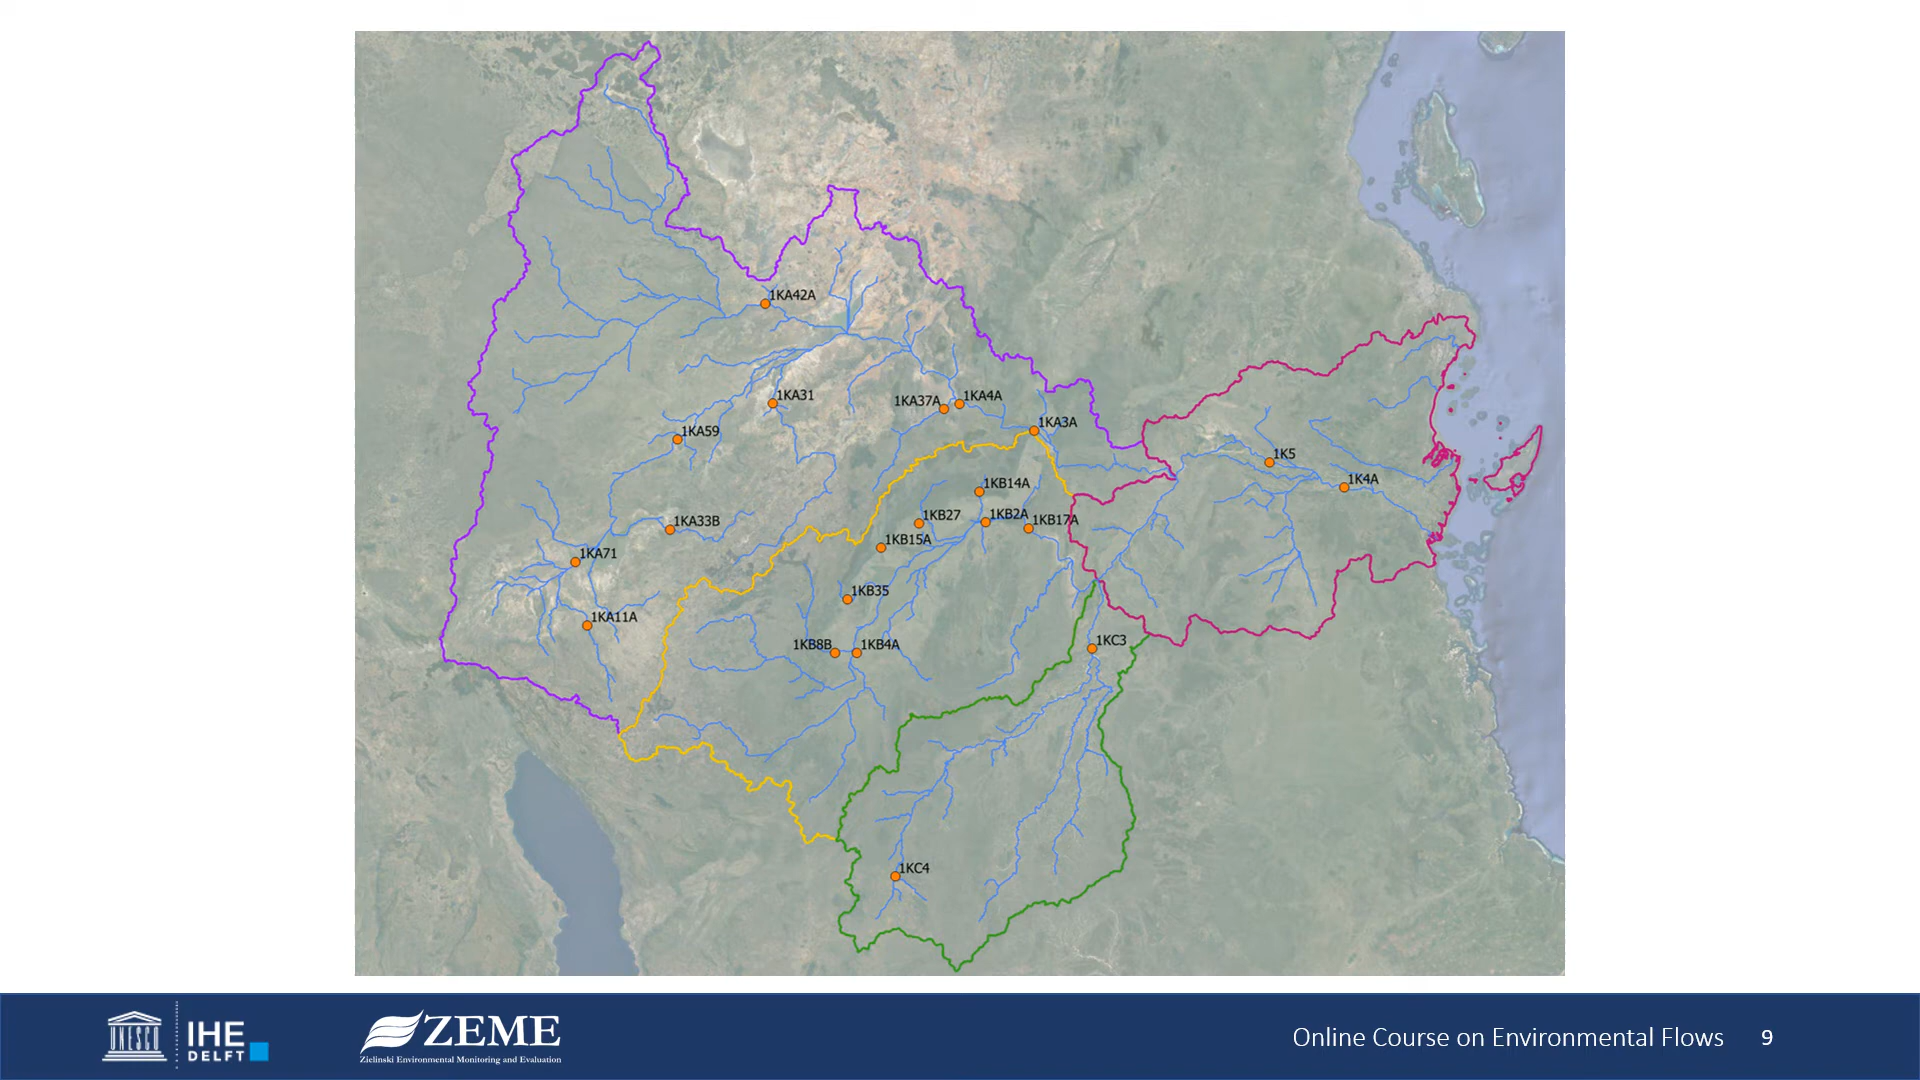 1KA42A
1KA31
1KA37A
1KA4A
1KA3A
1KA59
1K5
1K4A
1KB14A
1KB27
1KB2A
1KB17A
1KA33B
1KB15A
1KA71
1KB35
1KA11A
1KB8B
1KB4A
1KC3
1KC4
UNESCO
IHE
DELFT
ZEME
Zielinski Environmental Monitoring and Evaluation
Online Course on Environmental Flows
9